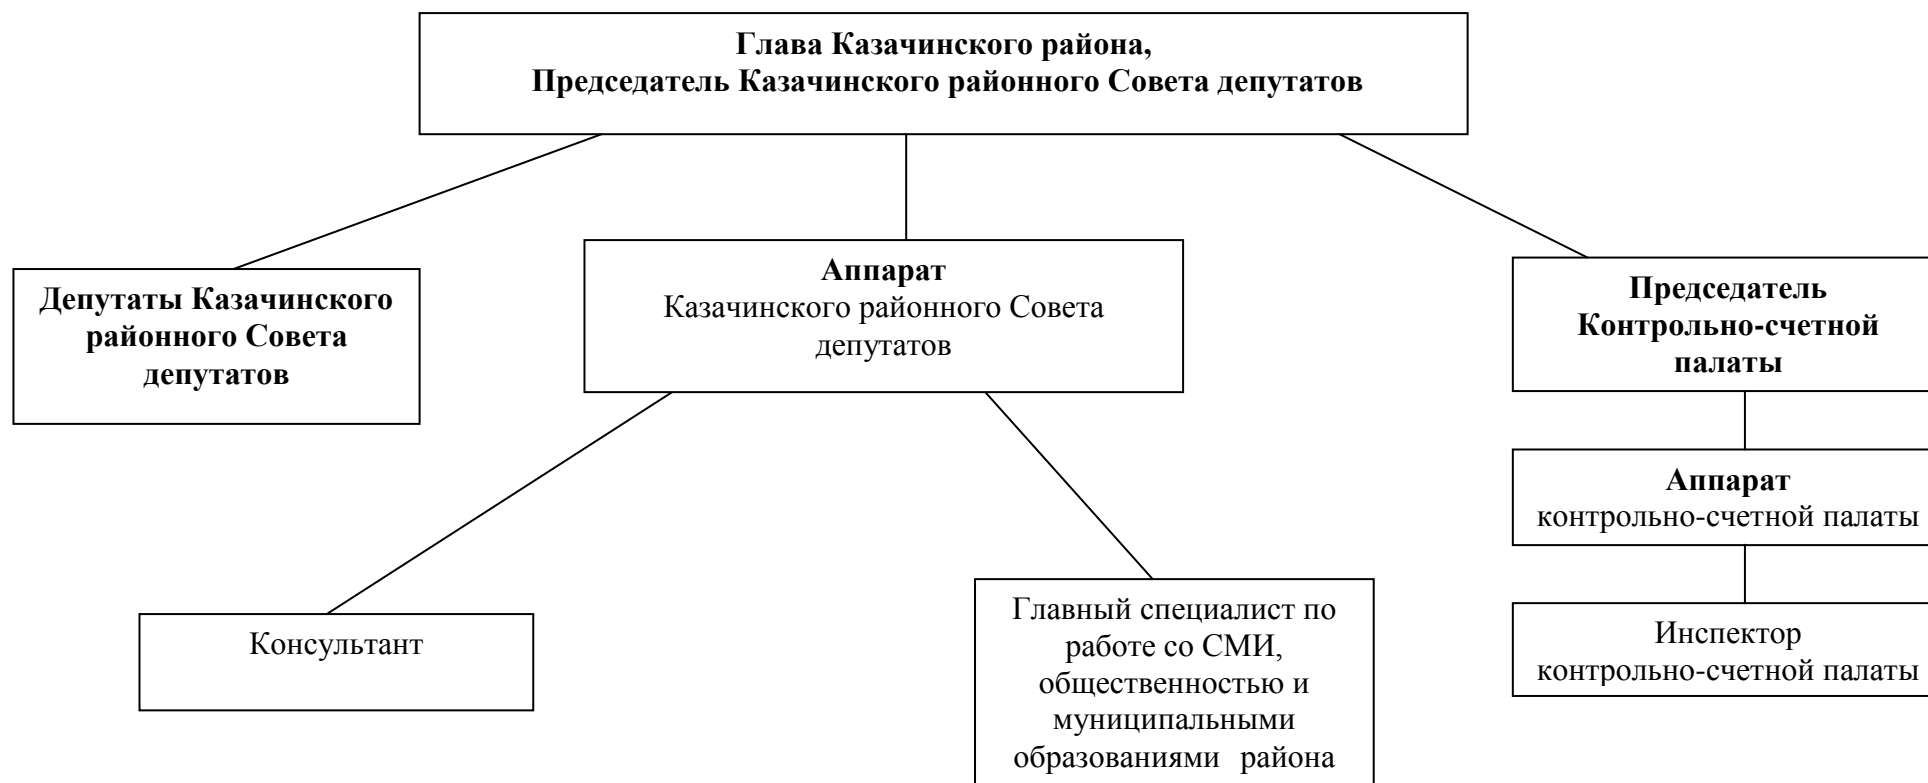 Глава Казачинского района,
Председатель Казачинского районного Совета депутатов
Депутаты Казачинского
районного Совета
депутатов
Аппарат
Казачинского районного Совета
депутатов
Председатель
Контрольно-счетной
палаты
Аппарат
контрольно-счетной палаты
Консультант
Главный специалист по
работе со СМИ,
общественностью и
муниципальными
образованиями района
Инспектор
контрольно-счетной палаты